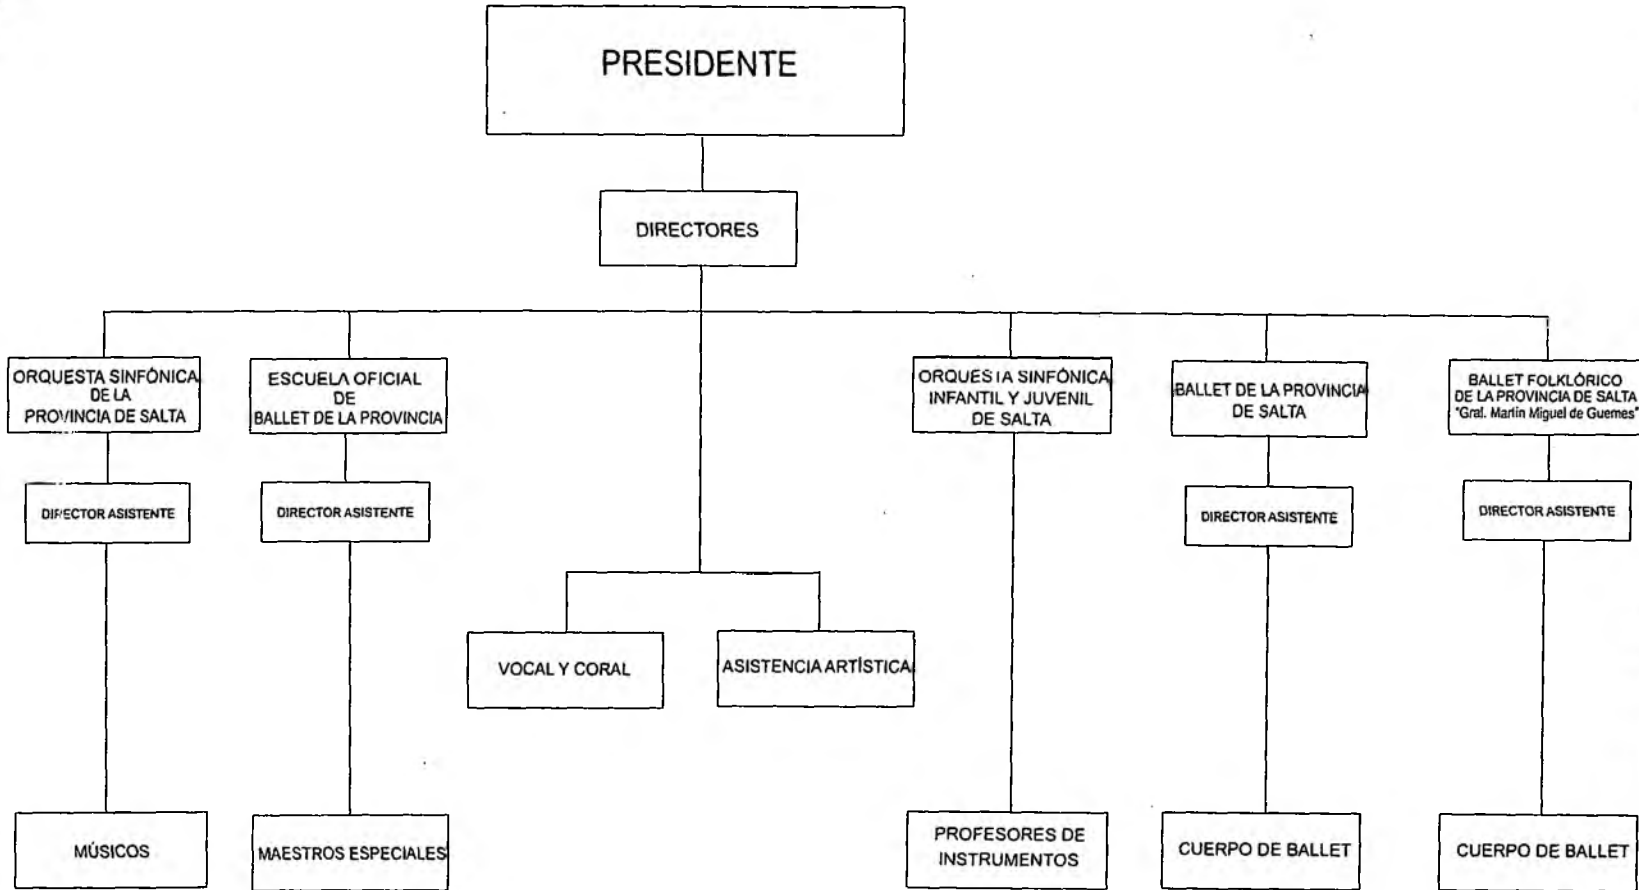 PRESIDENTE
DIRECTORES
ORQUESTA SINFÓNICA
DE LA
PROVINCIA DE SALTA
ESCUELA OFICIAL
DE
BALLET DE LA PROVINCIA
ORQUESTA SINFÓNICA
INFANTIL Y JUVENIL
DE SALTA
BALLET DE LA PROVINCIA
DE SALTA
BALLET FOLKLÓRICO
DE LA PROVINCIA DE SALTA
"Gral. Martín Miguel de Guemes"
DIRECTOR ASISTENTE
DIRECTOR ASISTENTE
DIRECTOR ASISTENTE
DIRECTOR ASISTENTE
VOCAL Y CORAL
ASISTENCIA ARTÍSTICA
MÚSICOS
MAESTROS ESPECIALES
PROFESORES DE
INSTRUMENTOS
CUERPO DE BALLET
CUERPO DE BALLET